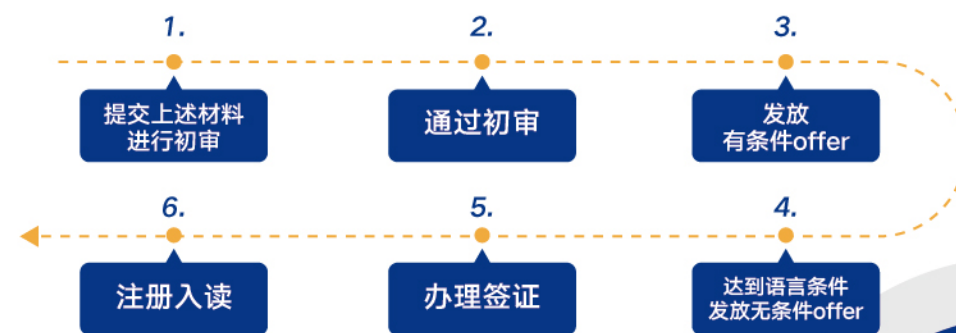 1.
提交上述材料
进行初审
2.
通过初审
3.
发放
有条件offer
4.
达到语言条件
发放无条件offer
5.
办理签证
6.
注册入读